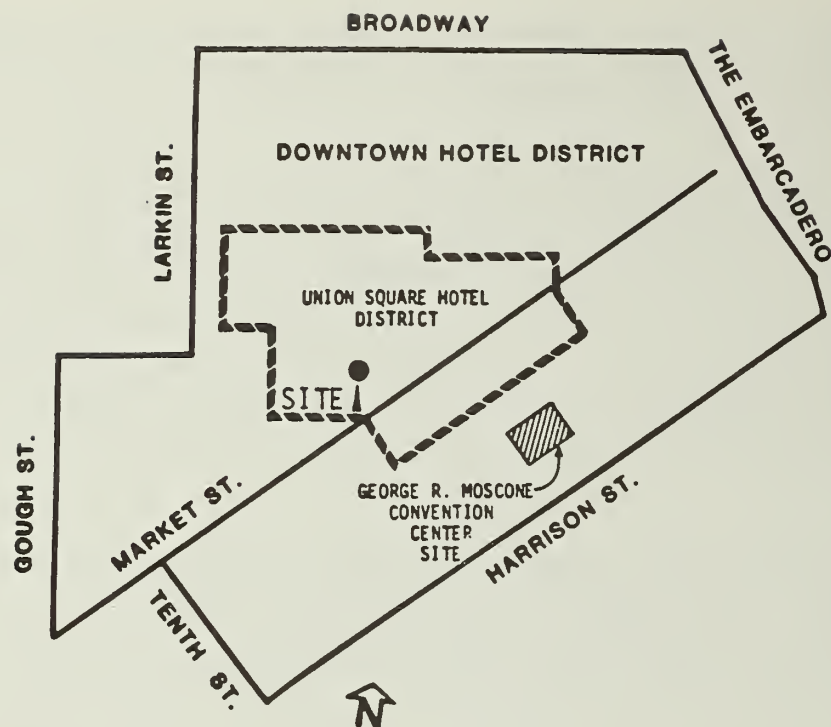 BROADWAY
THE EMBARCADERO
DOWNTOWN HOTEL DISTRICT
LARKIN ST.
UNION SQUARE HOTEL
DISTRICT
SITE
GOUGH ST.
MARKET ST.
GEORGE R. MOSCONE
CONVENTION
CENTER
SITE
HARRISON ST.
TENTH ST.
N